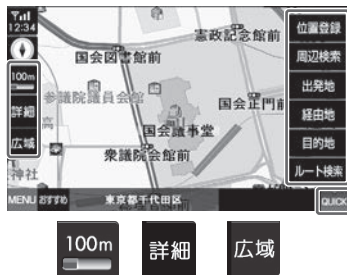 12:34
憲政記念館前
位置登録
国会図書館前
周辺検索
100m
参議院議員会館
出発地
詳細
国会正門前
経由地
国会議事堂
広域
衆議院会館前
目的地
神社
ルート検索
MENU おすすめ 東京都千代田区 QUICK
100m 詳細 広域